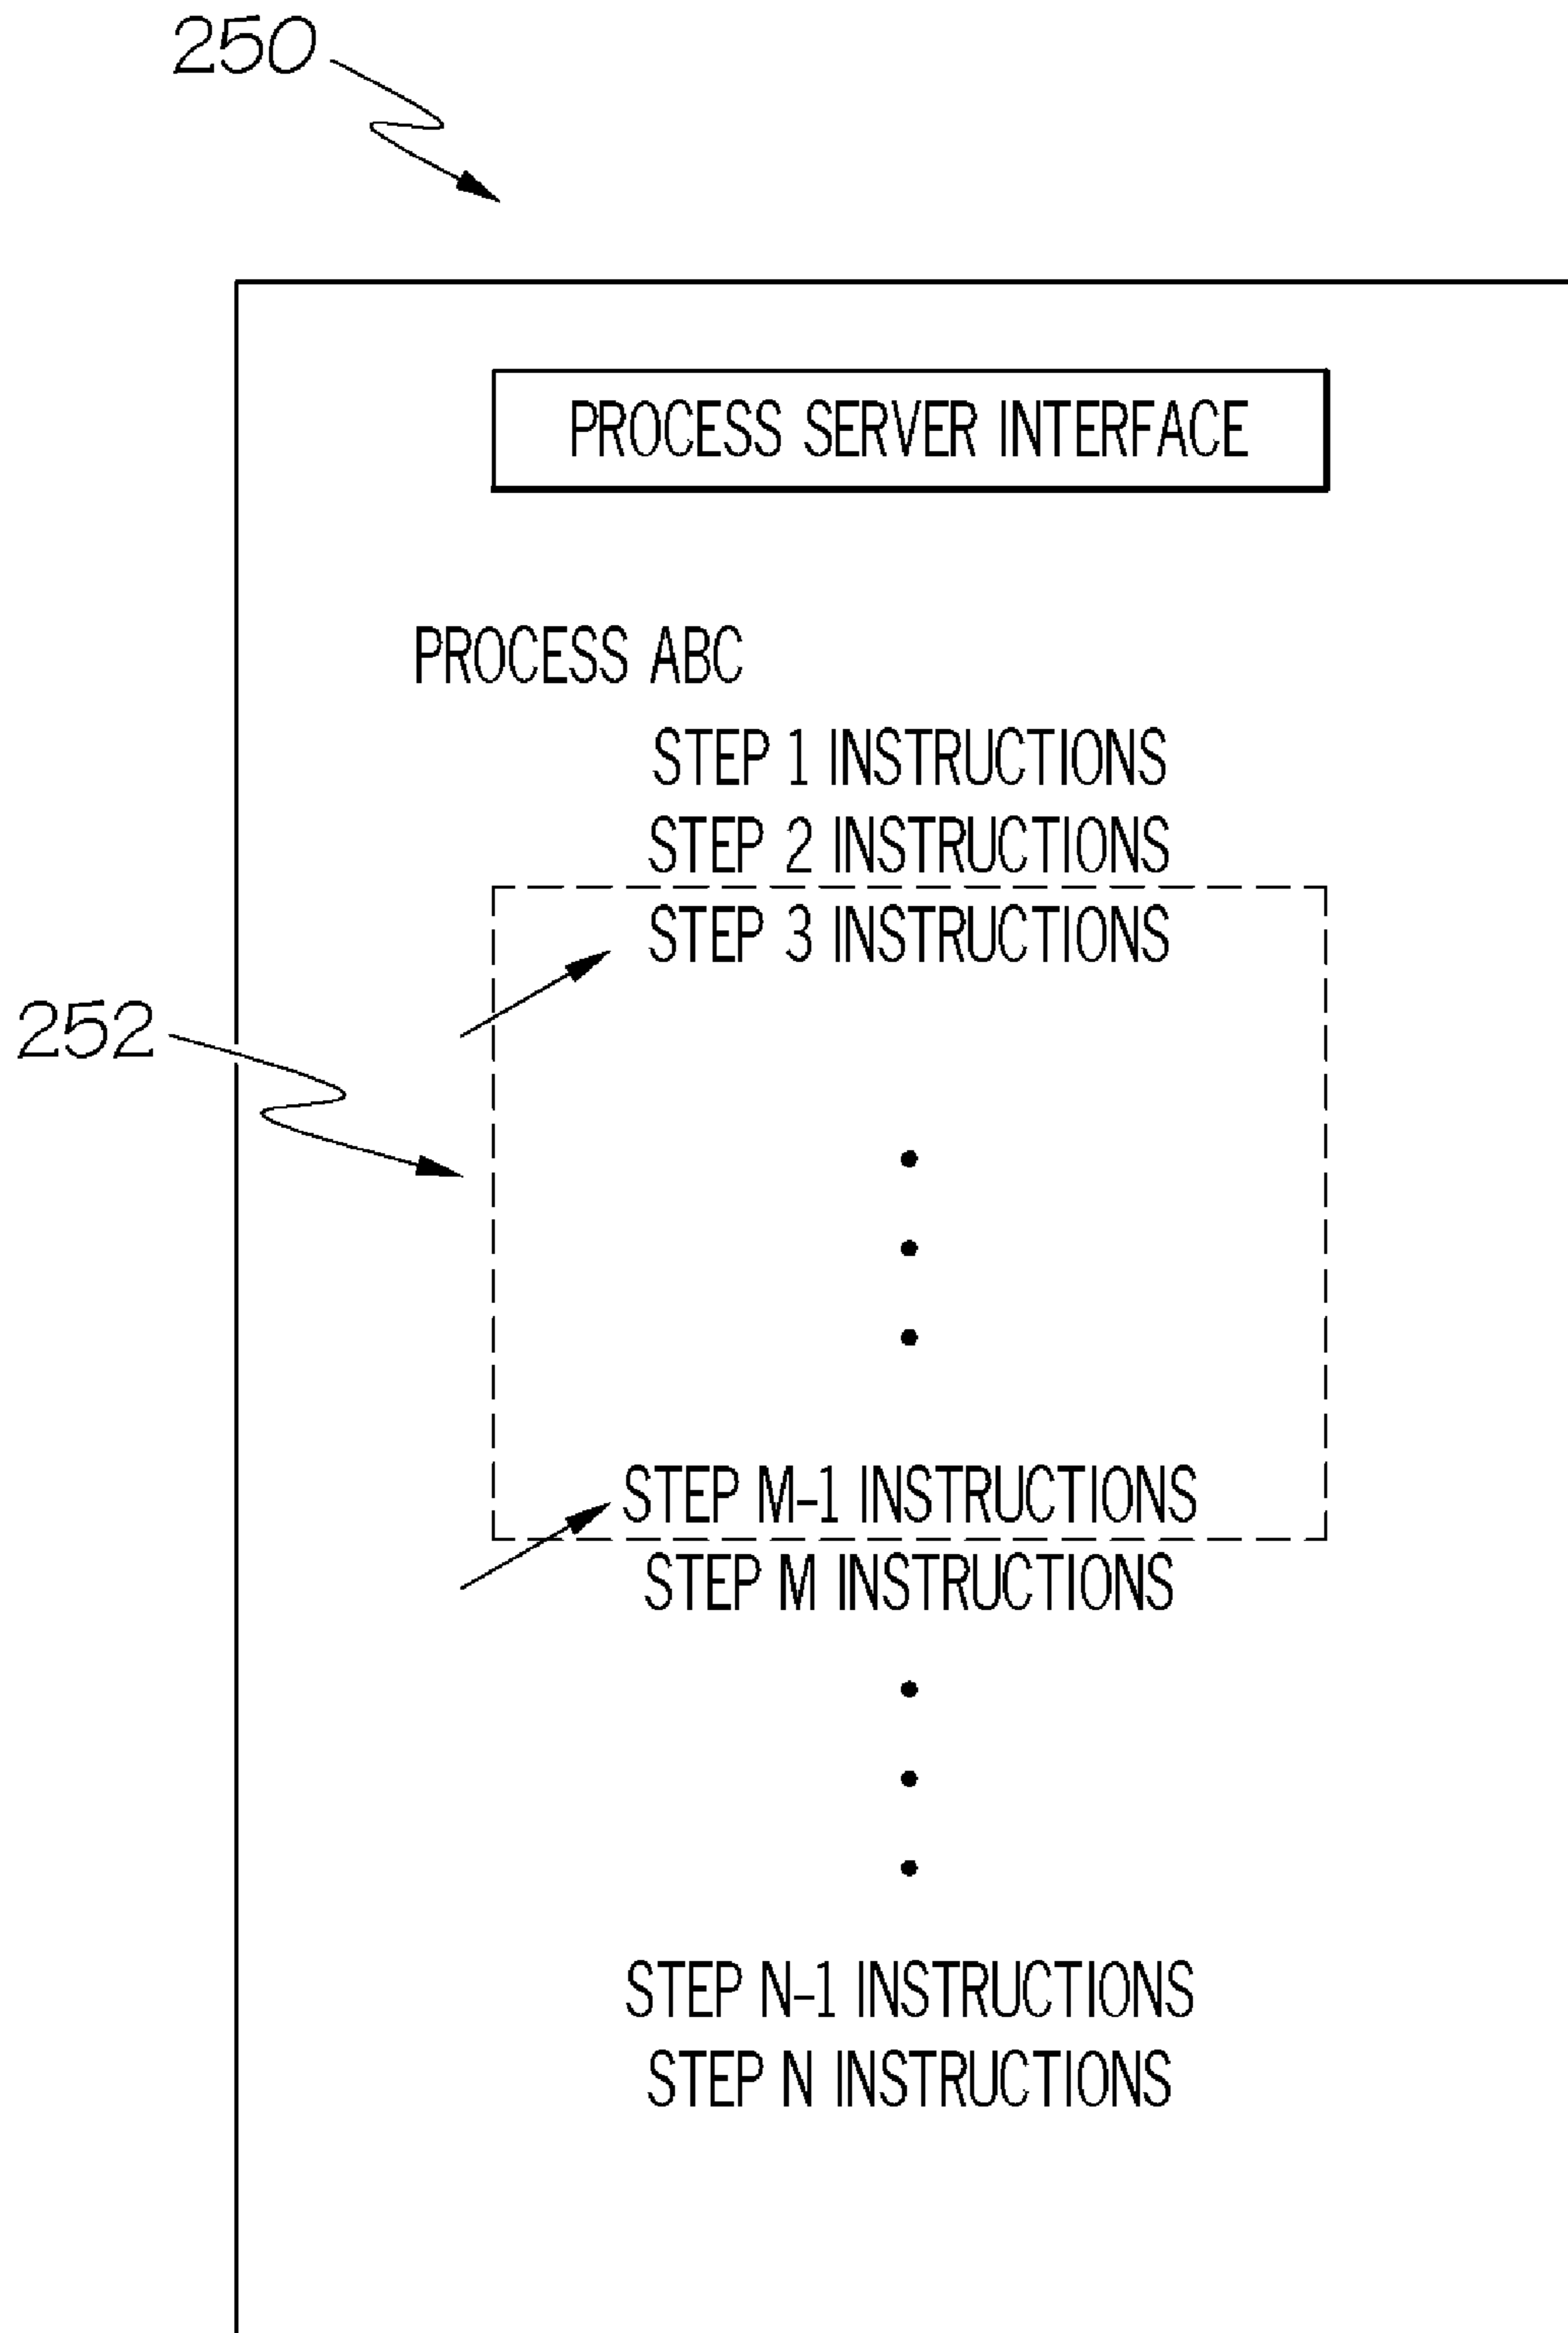 250
PROCESS SERVER INTERFACE
PROCESS ABC
STEP 1 INSTRUCTIONS
STEP 2 INSTRUCTIONS
STEP 3 INSTRUCTIONS
252
STEP M-1 INSTRUCTIONS
STEP M INSTRUCTIONS
STEP N-1 INSTRUCTIONS
STEP N INSTRUCTIONS